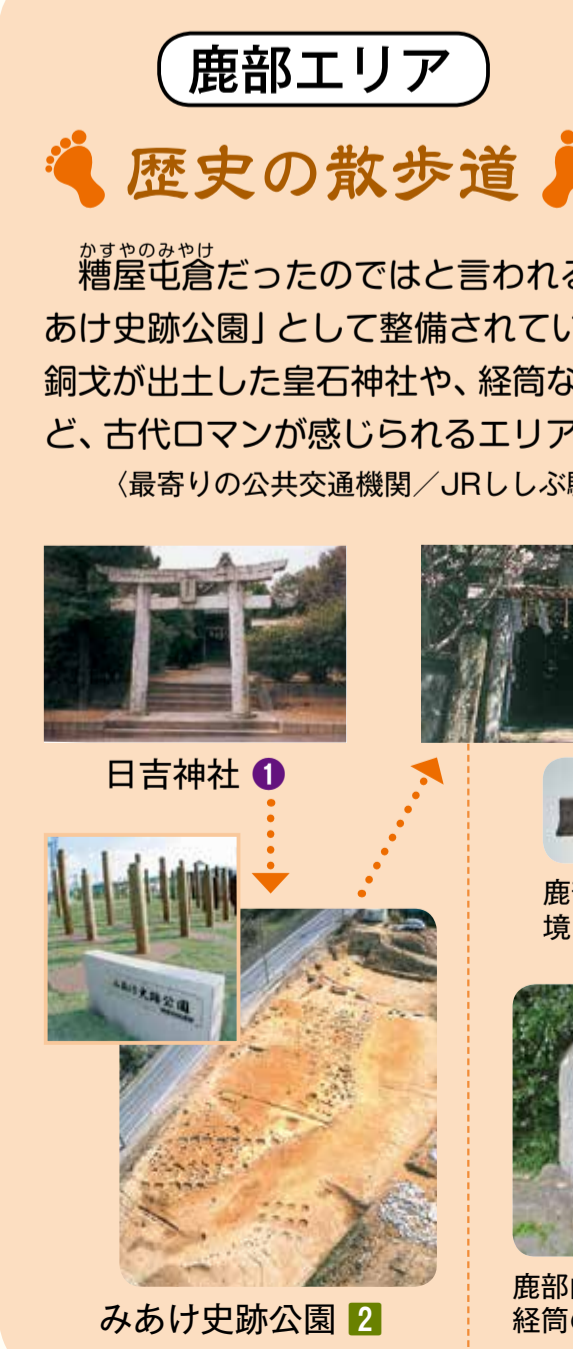 鹿部エリア
歴史の散歩道
かすやのみやけ
糟屋屯倉だったのではと言われる
あけ史跡公園」として整備されてい
銅戈が出土した皇石神社や、経筒な
ど、古代ロマンが感じられるエリア
〈最寄りの公共交通機関／JRししぶ駅
日吉神社 1
みあけ史跡公園
みあけ史跡公園 2
鹿
境
鹿部
経筒